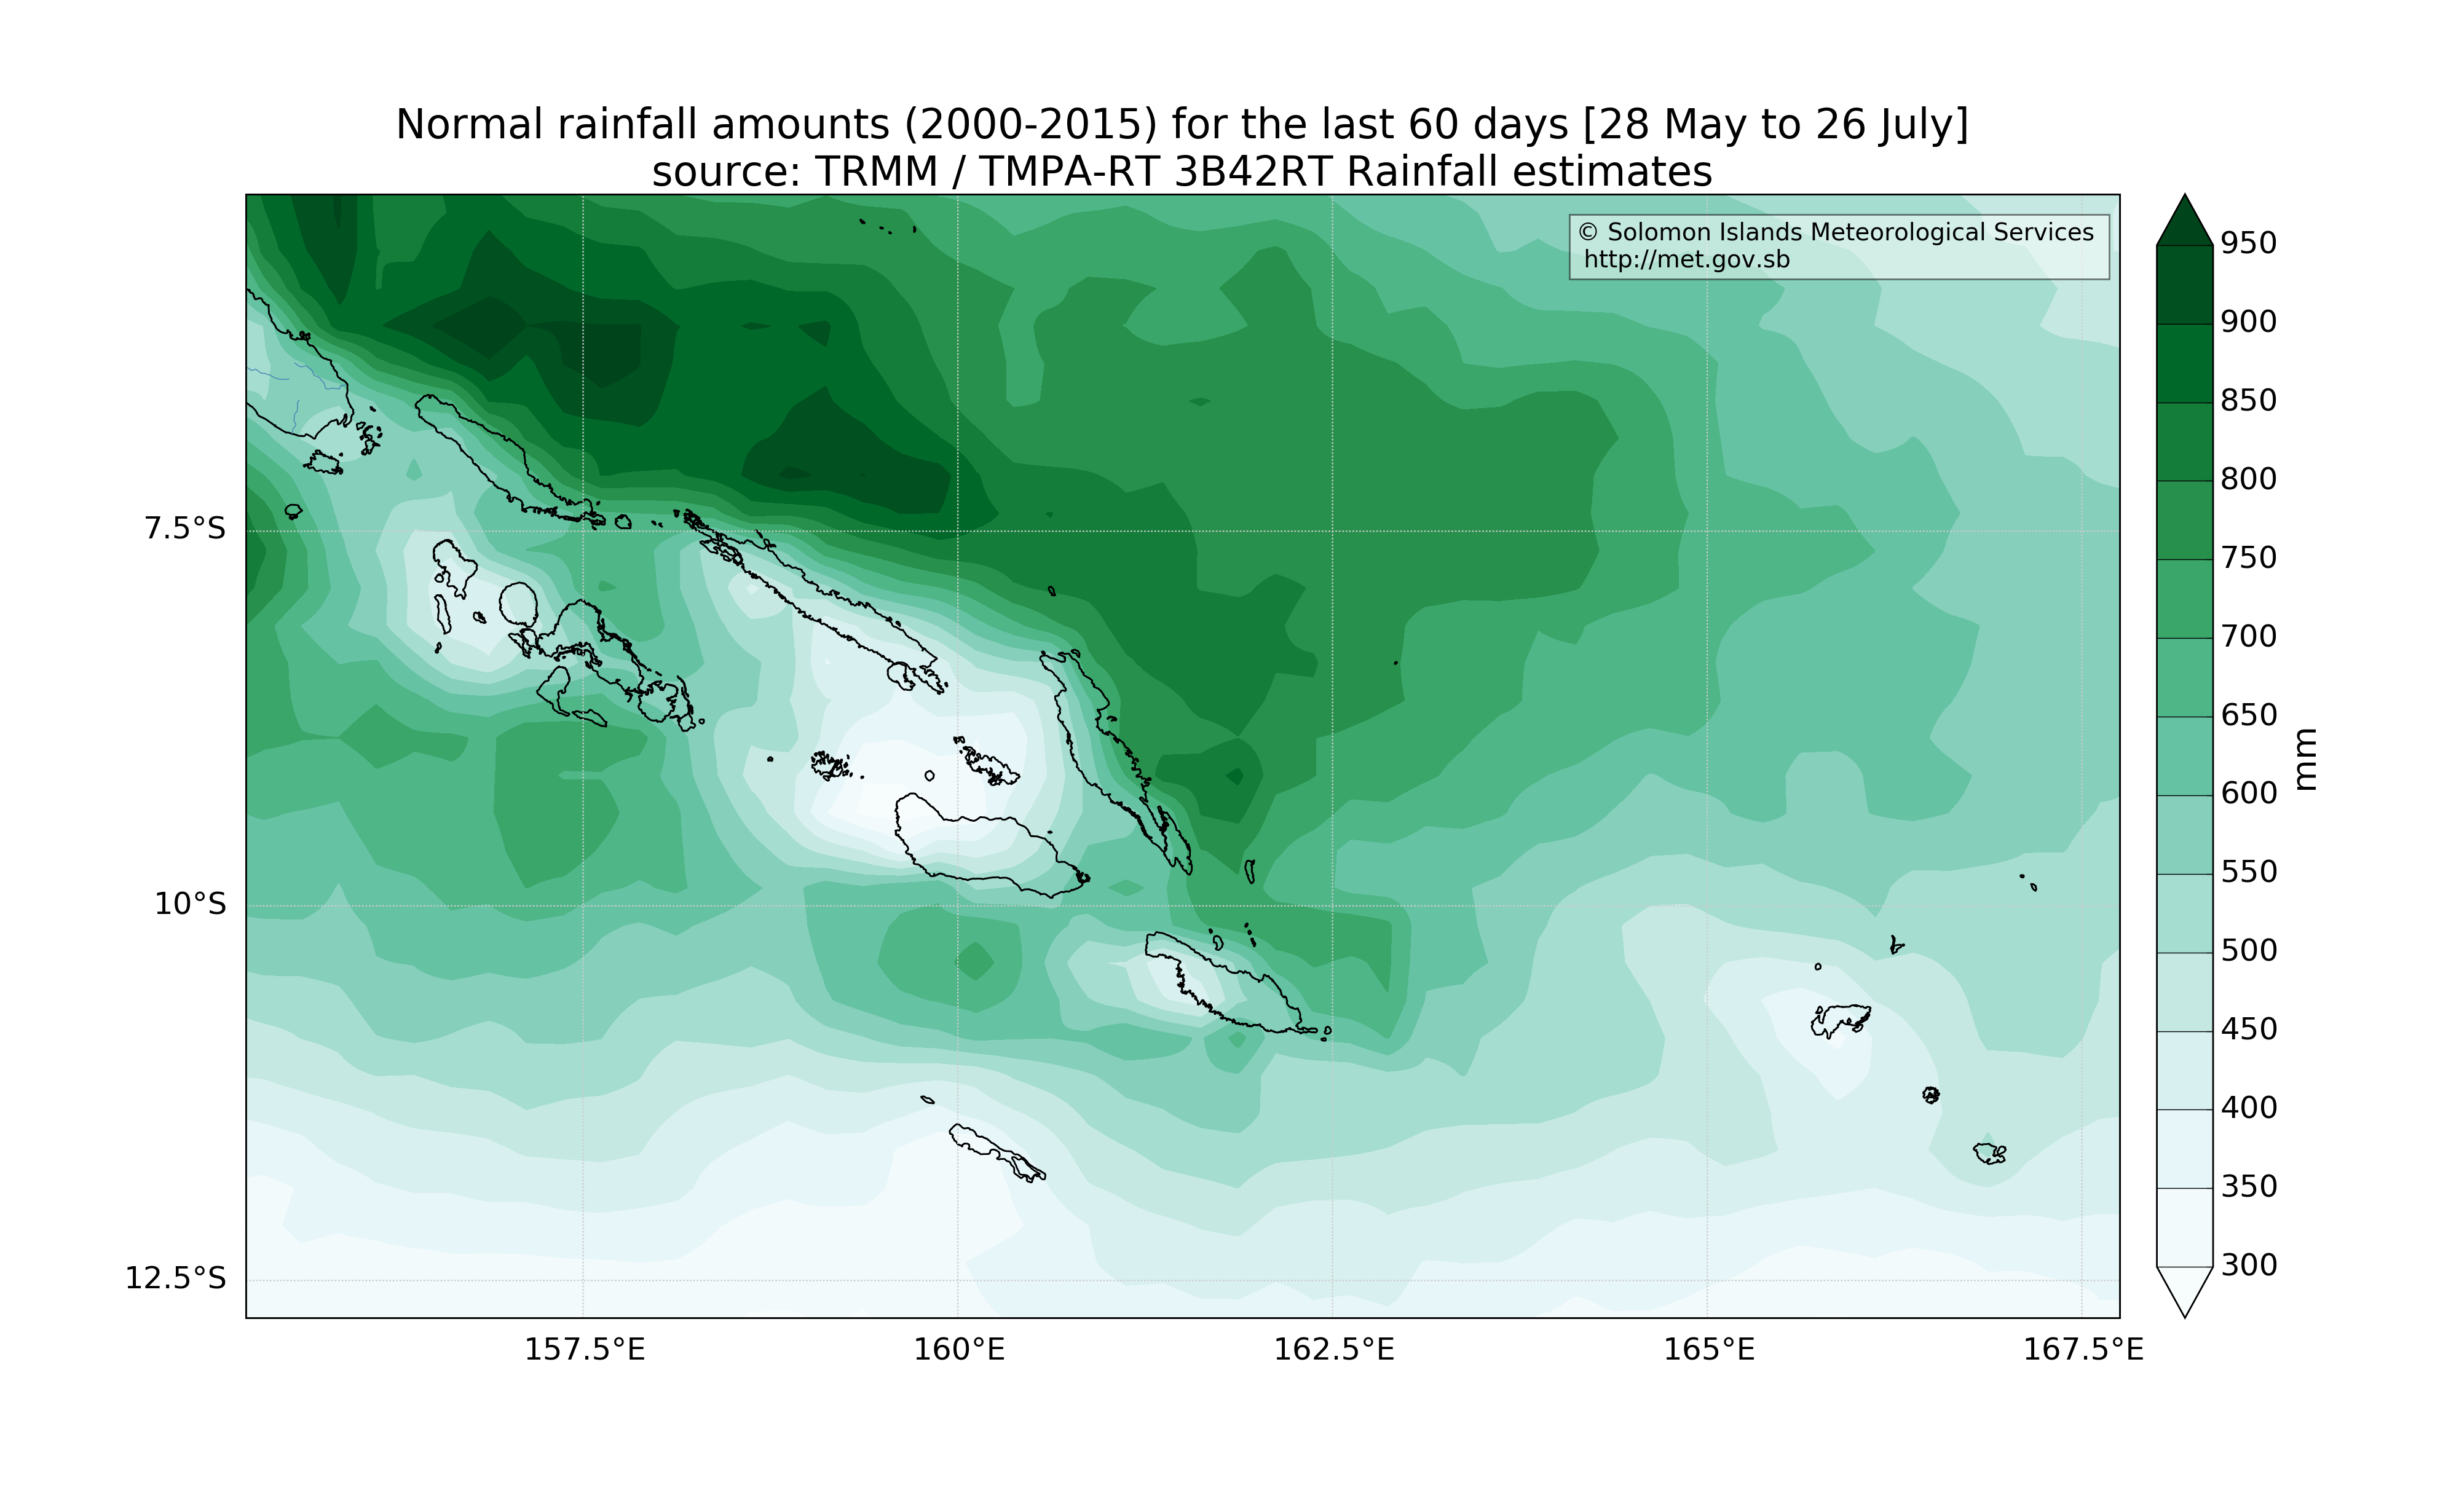 Normal rainfall amounts (2000-2015) for the last 60 days [28 May to 26 July]
source: TRMM / TMPA-RT 3B42RT Rainfall estimates
© Solomon Islands Meteorological Services
http://met.gov.sb
7.5°S
10°S
12.5°S
157.5°E
160°E
162.5°E
165°E
167.5°E
950
900
850
800
750
700
650
600
550
500
450
400
350
300
mm